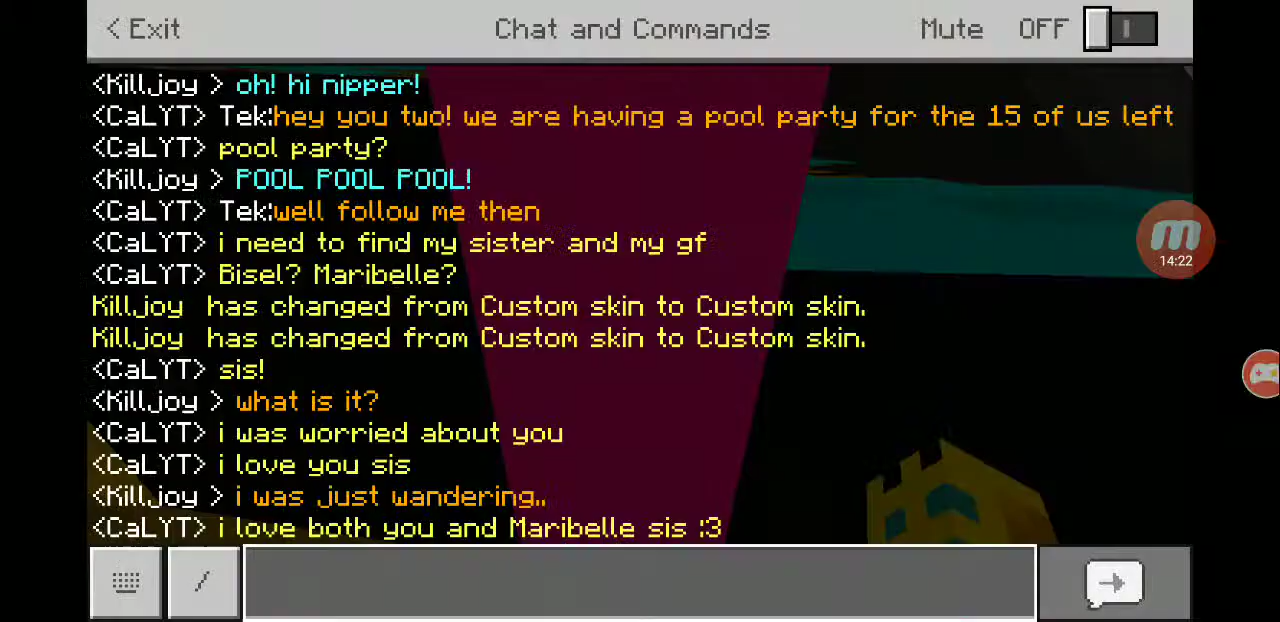 < Exit Chat and Commands Mute OFF
<Killjoy > oh! hi nipper!
<CaLYT> Tek:hey you two! we are having a pool party for the 15 of us left
<CaLYT> pool party?
<Killjoy > POOL POOL POOL!
<CaLYT> Tek:well follow me then
<CaLYT> i need to find my sister and my gf
<CaLYT> Bisel? Maribelle?
Killjoy has changed from Custom skin to Custom skin.
Killjoy has changed from Custom skin to Custom skin.
<CaLYT> sis!
<Killjoy > what is it?
<CaLYT> i was worried about you
<CaLYT> i love you sis
<Killjoy > i was just wandering..
<CaLYT> i love both you and Maribelle sis :3
/
14:22